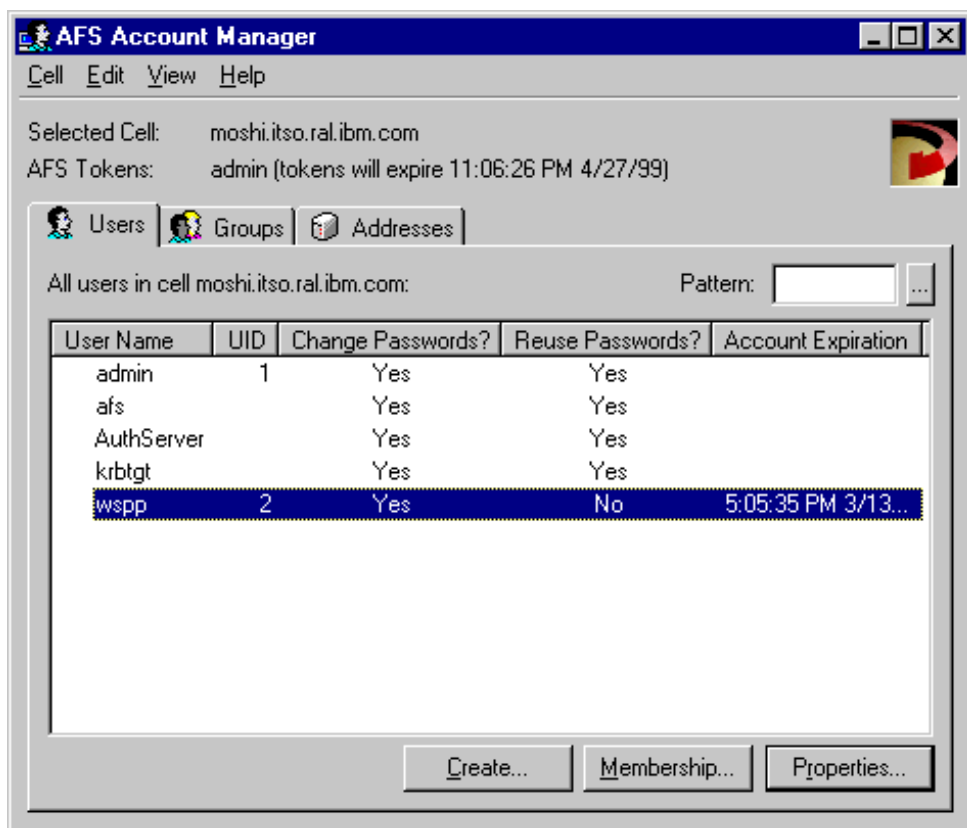 AFS Account Manager
Cell Edit View Help
Selected Cell: moshi.itso.ral.ibm.com
AFS Tokens: admin (tokens will expire 11:06:26 PM 4/27/99)
Users Groups Addresses
All users in cell moshi.itso.ral.ibm.com: Pattern: ...
User Name UID Change Passwords? Reuse Passwords? Account Expiration
admin 1 Yes Yes
afs Yes Yes
AuthServer Yes Yes
krbtgt Yes Yes
wspp 2 Yes No 5:05:35 PM 3/13...
Create... Membership... Properties...